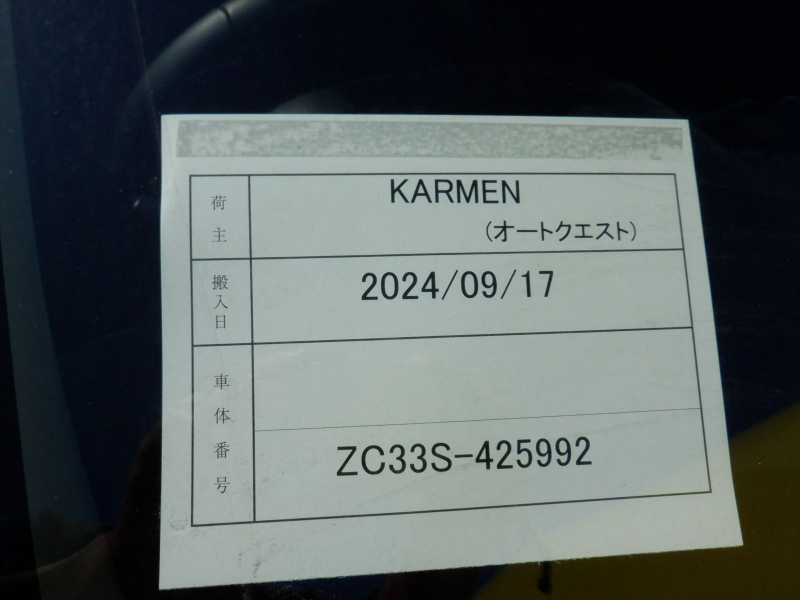 荷主
KARMEN
(オートクエスト)
搬入日
2024/09/17
車体番号
ZC33S-425992